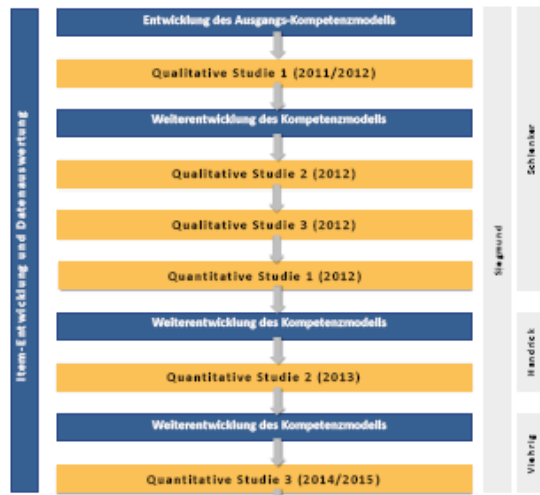 Entwicklung des Ausgangs-Kompetenzmodells
Qualitative Studie 1 (2011/2012)
Weiterentwicklung des Kompetenzmodells
Qualitative Studie 2 (2012)
Qualitative Studie 3 (2012)
Quantitative Studie 1 (2012)
Weiterentwicklung des Kompetenzmodells
Quantitative Studie 2 (2013)
Weiterentwicklung des Kompetenzmodells
Quantitative Studie 3 (2014/2015)
Item-Entwicklung und Datenauswertung
Siegmund
Schlenker
Handrick
Viehrig